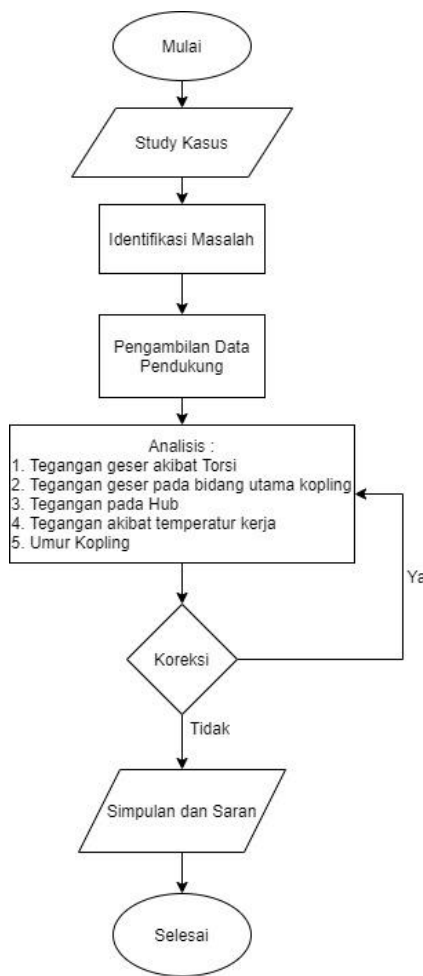 Mulai
Study Kasus
Identifikasi Masalah
Pengambilan Data
Pendukung
Analisis :
1. Tegangan geser akibat Torsi
2. Tegangan geser pada bidang utama kopling
3. Tegangan pada Hub
4. Tegangan akibat temperatur kerja
5. Umur Kopling
Ya
Koreksi
Tidak
Simpulan dan Saran
Selesai